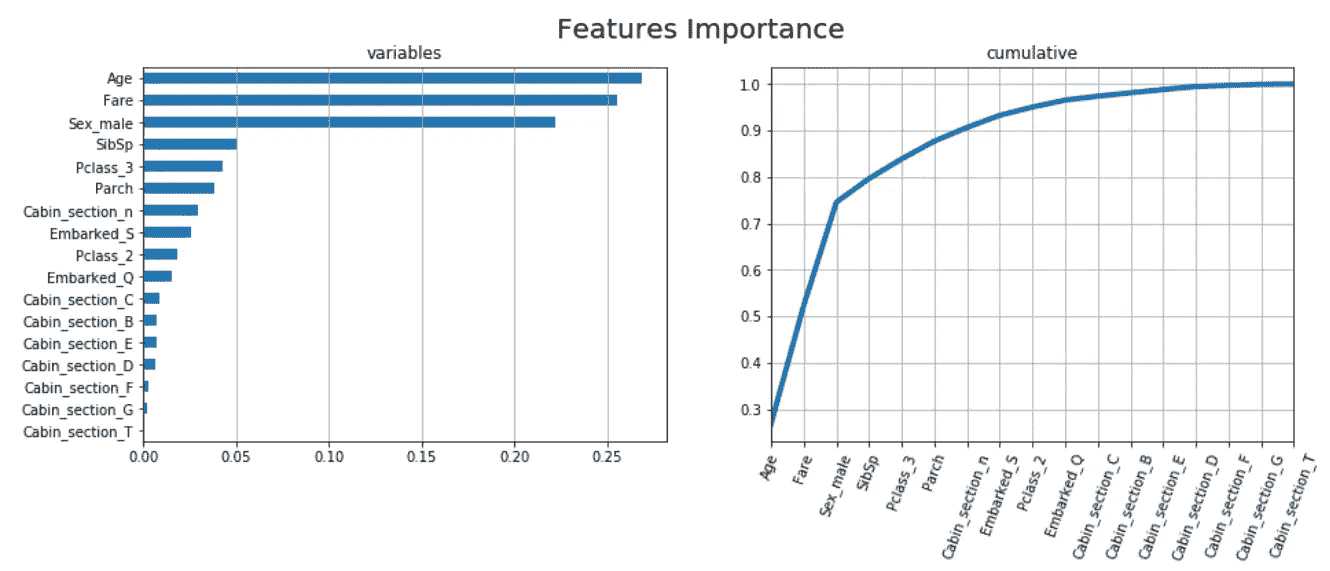 Features Importance
variables
Age
Fare
Sex_male
SibSp
Pclass_3
Parch
Cabin_section_n
Embarked_S
Pclass_2
Embarked_Q
Cabin_section_C
Cabin_section_B
Cabin_section_E
Cabin_section_D
Cabin_section_F
Cabin_section_G
Cabin_section_T
0.00 0.05 0.10 0.15 0.20 0.25
cumulative
1.0
0.9
0.8
0.7
0.6
0.5
0.4
0.3
Age
Fare
Sex_male
SibSp
Pclass_3
Parch
Cabin_section_n
Embarked_S
Pclass_2
Embarked_Q
Cabin_section_C
Cabin_section_B
Cabin_section_E
Cabin_section_D
Cabin_section_F
Cabin_section_G
Cabin_section_T